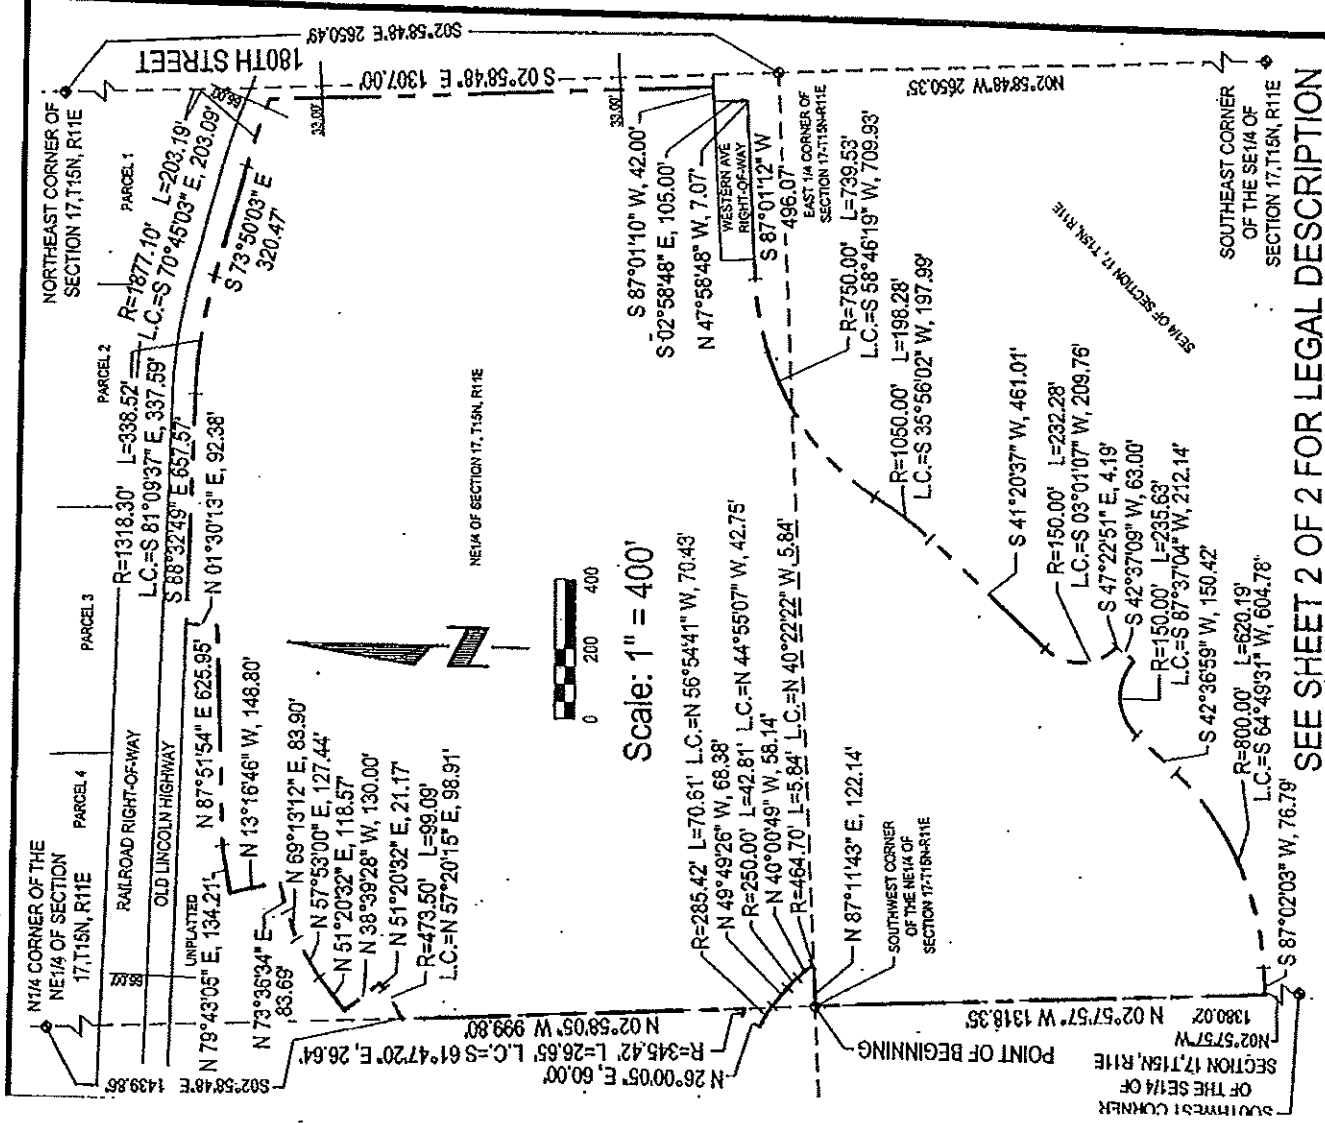 NORTHEAST CORNER OF
SECTION 17,T15N, R11E
S02°58'48"E 2650.49'
180TH STREET
N1/4 CORNER OF THE
NE1/4 OF SECTION
17,T15N, R11E
PARCEL 4
PARCEL 3
PARCEL 2
PARCEL 1
RAILROAD RIGHT-OF-WAY
OLD LINCOLN HIGHWAY
UNPLATTED
66.00'
66.00'
33.00'
33.00'
R=1877.10' L=203.19'
L.C.=S 70°45'03" E, 203.09'
R=1318.30' L=338.52'
L.C.=S 81°09'37" E, 337.59'
S 88°32'49" E 657.57'
S 73°50'03" E
320.47'
S 02°58'48" E 1307.00'
N 01°30'13" E, 92.38'
N 87°51'54" E 625.95'
N 79°43'05" E, 134.21'
N 13°16'46" W, 148.80'
N 73°36'34" E
83.69'
N 69°13'12" E, 83.90'
N 57°53'00" E, 127.44'
N 51°20'32" E, 118.57'
N 38°39'28" W, 130.00'
N 51°20'32" E, 21.17'
R=473.50' L=99.09'
L.C.=N 57°20'15" E, 98.91'
S02°58'48"E 1439.86'
NE1/4 OF SECTION 17, T15N, R11E
0 200 400
Scale: 1" = 400'
S 87°01'10" W, 42.00'
S 02°58'48" E, 105.00'
N 47°58'48" W, 7.07'
WESTERN AVE
RIGHT-OF-WAY
S 87°01'12" W
496.07'
EAST 1/4 CORNER OF
SECTION 17-T15N-R11E
R=750.00' L=739.53'
L.C.=S 58°46'19" W, 709.93'
R=1050.00' L=198.28'
L.C.=S 35°56'02" W, 197.99'
N02°58'48"W 2650.35'
N 02°58'05" W 999.80'
R=345.42' L=26.65' L.C.=S 61°47'20" E, 26.64'
N 26°00'05" E, 60.00'
R=285.42' L=70.61' L.C.=N 56°54'41" W, 70.43'
N 49°49'26" W, 68.38'
R=250.00' L=42.81' L.C.=N 44°55'07" W, 42.75'
N 40°00'49" W, 58.14'
R=464.70' L=5.84' L.C.=N 40°22'22" W, 5.84'
N 87°11'43" E, 122.14'
SOUTHWEST CORNER
OF THE NE1/4 OF
SECTION 17-T15N-R11E
POINT OF BEGINNING
S 41°20'37" W, 461.01'
R=150.00' L=232.28'
L.C.=S 03°01'07" W, 209.76'
S 47°22'51" E, 4.19'
S 42°37'09" W, 63.00'
R=150.00' L=235.63'
L.C.=S 87°37'04" W, 212.14'
S 42°36'59" W, 150.42'
R=800.00' L=620.19'
L.C.=S 64°49'31" W, 604.78'
S 87°02'03" W, 76.79'
SE1/4 OF SECTION 17, T15N, R11E
SOUTHEAST CORNER
OF THE SE1/4 OF
SECTION 17,T15N, R11E
N 02°57'57" W 1318.35'
N02°57'57"W
1380.02'
SOUTHWEST CORNER
OF THE SE1/4 OF
SECTION 17,T15N, R11E
SEE SHEET 2 OF 2 FOR LEGAL DESCRIPTION